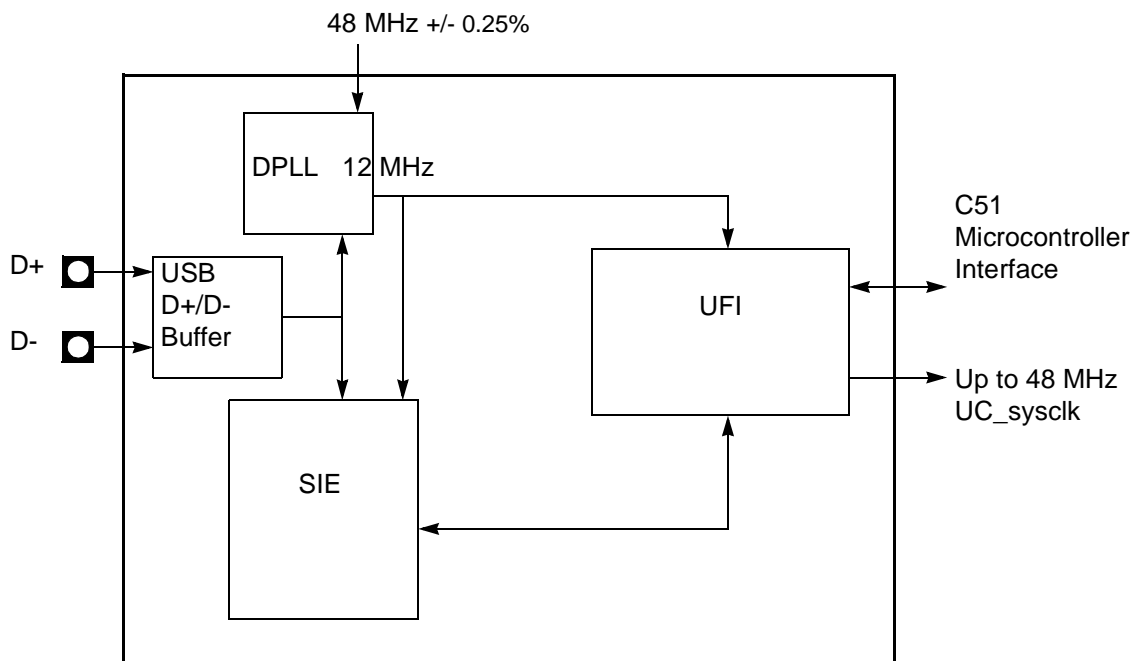 48 MHz +/- 0.25%
DPLL 12 MHz
D+
D-
USB
D+/D-
Buffer
UFI
C51
Microcontroller
Interface
Up to 48 MHz
UC_sysclk
SIE